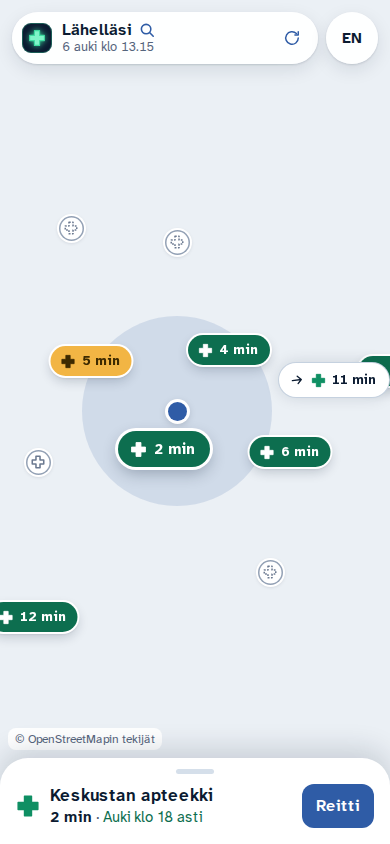 Lähelläsi
6 auki klo 13.15
EN
4 min
5 min
11 min
2 min
6 min
12 min
© OpenStreetMapin tekijät
Keskustan apteekki
2 min · Auki klo 18 asti
Reitti